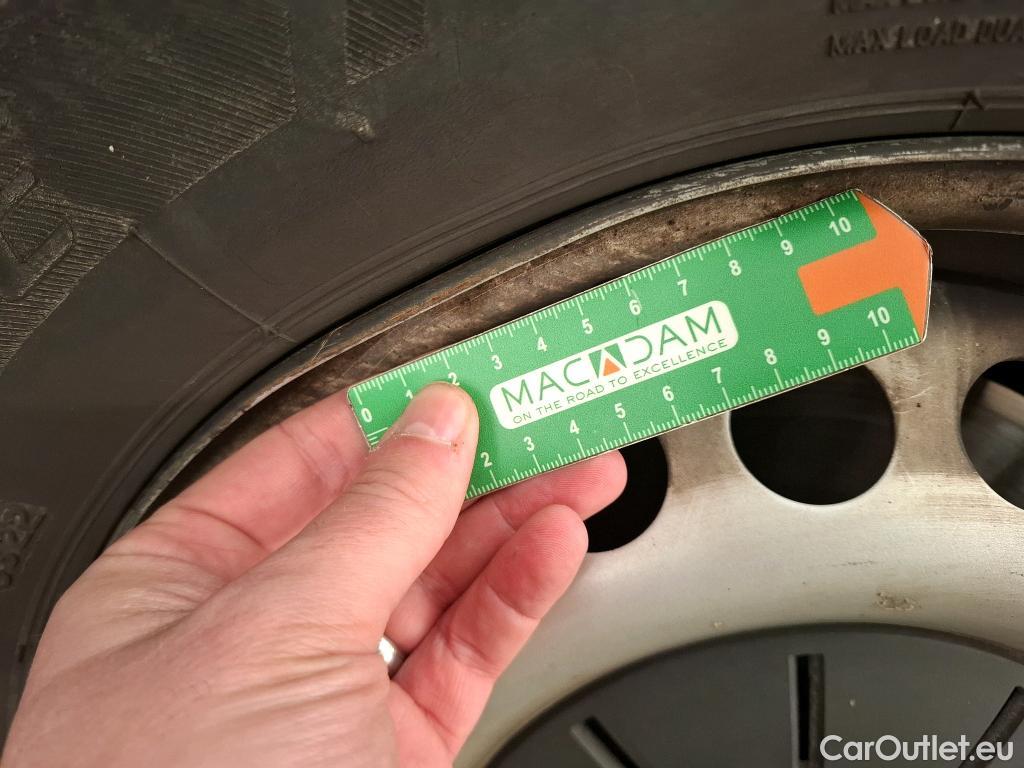 MAX LOAD DUA
0 1 2 3 4 5 6 7 8 9 10
MACADAM
ON THE ROAD TO EXCELLENCE
2 3 4 5 6 7 8 9 10
CarOutlet.eu